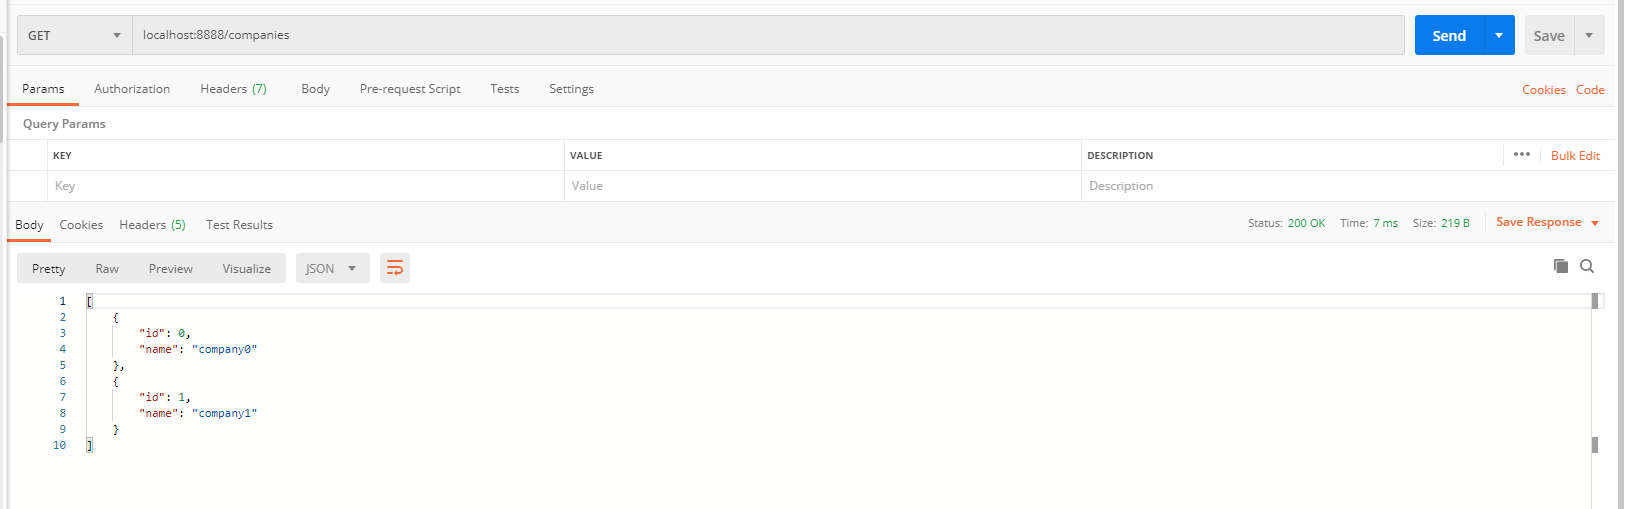 GET localhost:8888/companies Send Save
Params Authorization Headers (7) Body Pre-request Script Tests Settings Cookies Code
Query Params
KEY VALUE DESCRIPTION ••• Bulk Edit
Key Value Description
Body Cookies Headers (5) Test Results Status: 200 OK Time: 7 ms Size: 219 B Save Response
Pretty Raw Preview Visualize JSON
1 [
2 {
3 "id": 0,
4 "name": "company0"
5 },
6 {
7 "id": 1,
8 "name": "company1"
9 }
10 ]